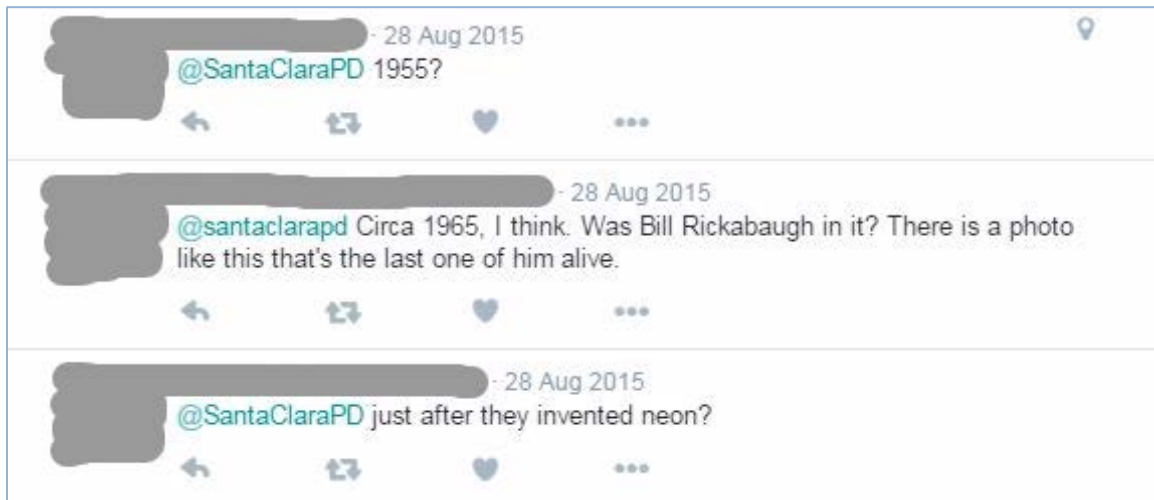 · 28 Aug 2015
@SantaClaraPD 1955?
· 28 Aug 2015
@santaclarapd Circa 1965, I think. Was Bill Rickabaugh in it? There is a photo
like this that's the last one of him alive.
· 28 Aug 2015
@SantaClaraPD just after they invented neon?